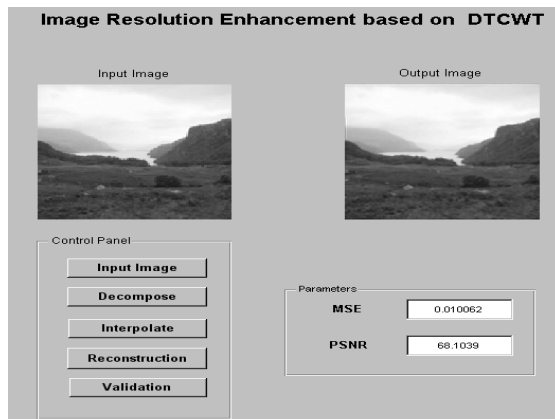 Image Resolution Enhancement based on DTCWT
Input Image
Output Image
Control Panel
Input Image
Decompose
Interpolate
Reconstruction
Validation
Parameters
MSE 0.010062
PSNR 68.1039